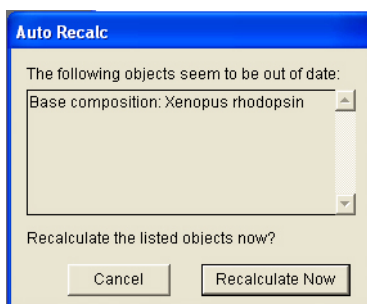 Auto Recalc
The following objects seem to be out of date:
Base composition: Xenopus rhodopsin
Recalculate the listed objects now?
Cancel
Recalculate Now